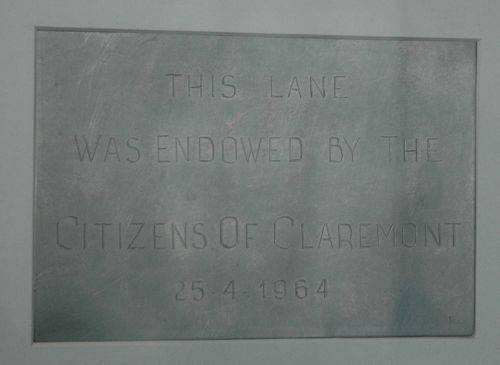 THIS LANE
WAS ENDOWED BY THE
CITIZENS OF CLAREMONT
25-4-1964